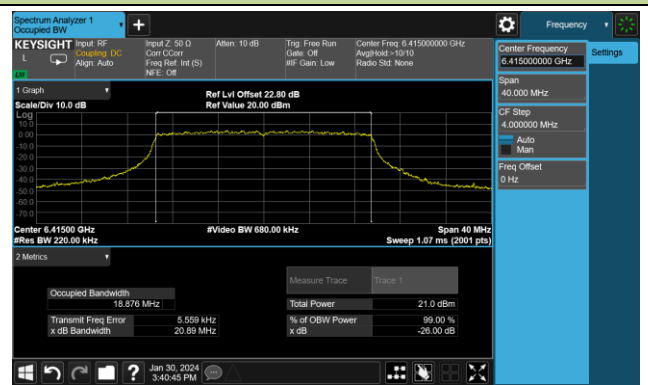 Spectrum Analyzer 1
Occupied BW
Frequency
KEYSIGHT
L
LW
Input: RF
Coupling: DC
Align: Auto
Input Z: 50 Ω
Corr CCorr
Freq Ref: Int (S)
NFE: Off
Atten: 10 dB
Trig: Free Run
Gate: Off
#IF Gain: Low
Center Freq: 6.415000000 GHz
Avg|Hold:>10/10
Radio Std: None
Center Frequency
6.415000000 GHz
Settings
Span
40.000 MHz
CF Step
4.000000 MHz
Auto
Man
Freq Offset
0 Hz
1 Graph
Scale/Div 10.0 dB
Ref Lvl Offset 22.80 dB
Ref Value 20.00 dBm
Log
10.0
0.00
-10.0
-20.0
-30.0
-40.0
-50.0
-60.0
-70.0
Center 6.41500 GHz
#Res BW 220.00 kHz
#Video BW 680.00 kHz
Span 40 MHz
Sweep 1.07 ms (2001 pts)
2 Metrics
Measure Trace Trace 1
Occupied Bandwidth
18.876 MHz
Total Power 21.0 dBm
Transmit Freq Error 5.559 kHz
% of OBW Power 99.00 %
x dB Bandwidth 20.89 MHz
x dB -26.00 dB
?
Jan 30, 2024
3:40:45 PM